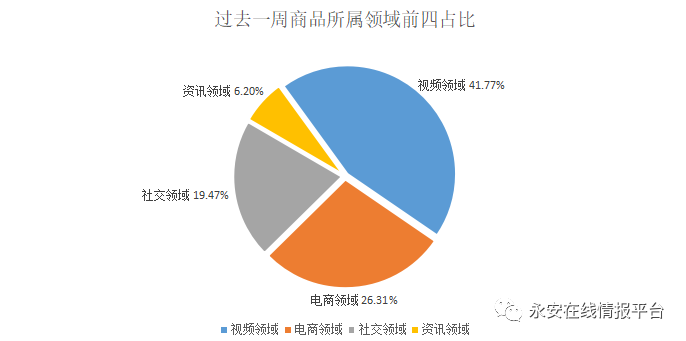 过去一周商品所属领域前四占比
资讯领域 6.20%
视频领域 41.77%
社交领域 19.47%
电商领域 26.31%
视频领域 电商领域 社交领域 资讯领域
永安在线情报平台